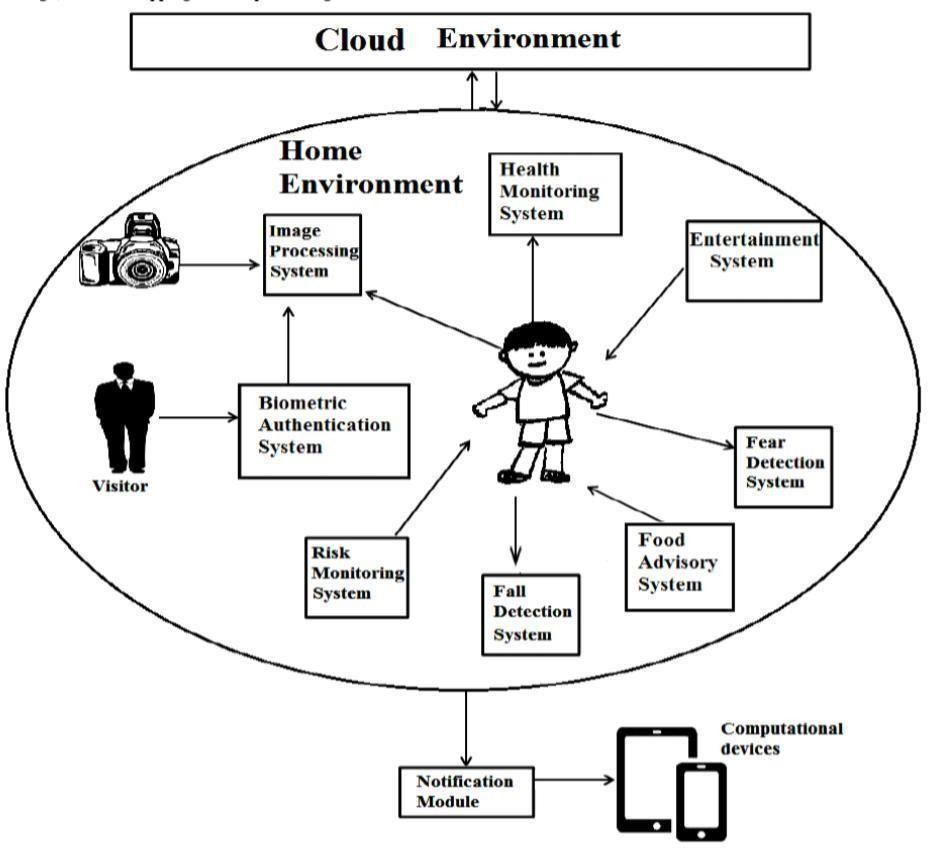 Cloud Environment
Home
Environment
Health
Monitoring
System
Image
Processing
System
Entertainment
System
Biometric
Authentication
System
Visitor
Fear
Detection
System
Risk
Monitoring
System
Food
Advisory
System
Fall
Detection
System
Computational
devices
Notification
Module